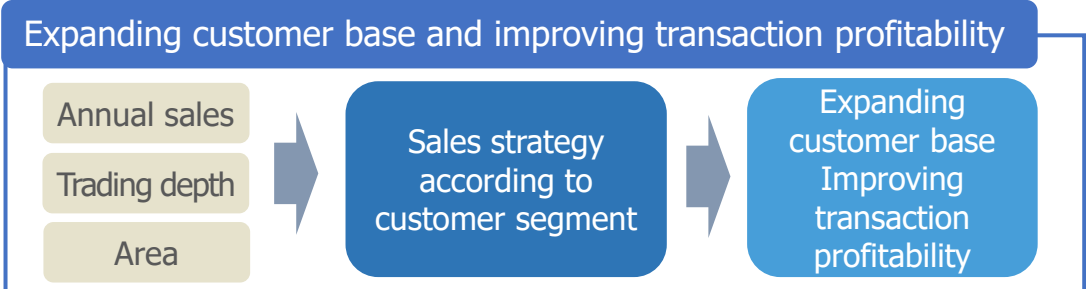 Expanding customer base and improving transaction profitability
Annual sales
Trading depth
Area
Sales strategy
according to
customer segment
Expanding
customer base
Improving
transaction
profitability